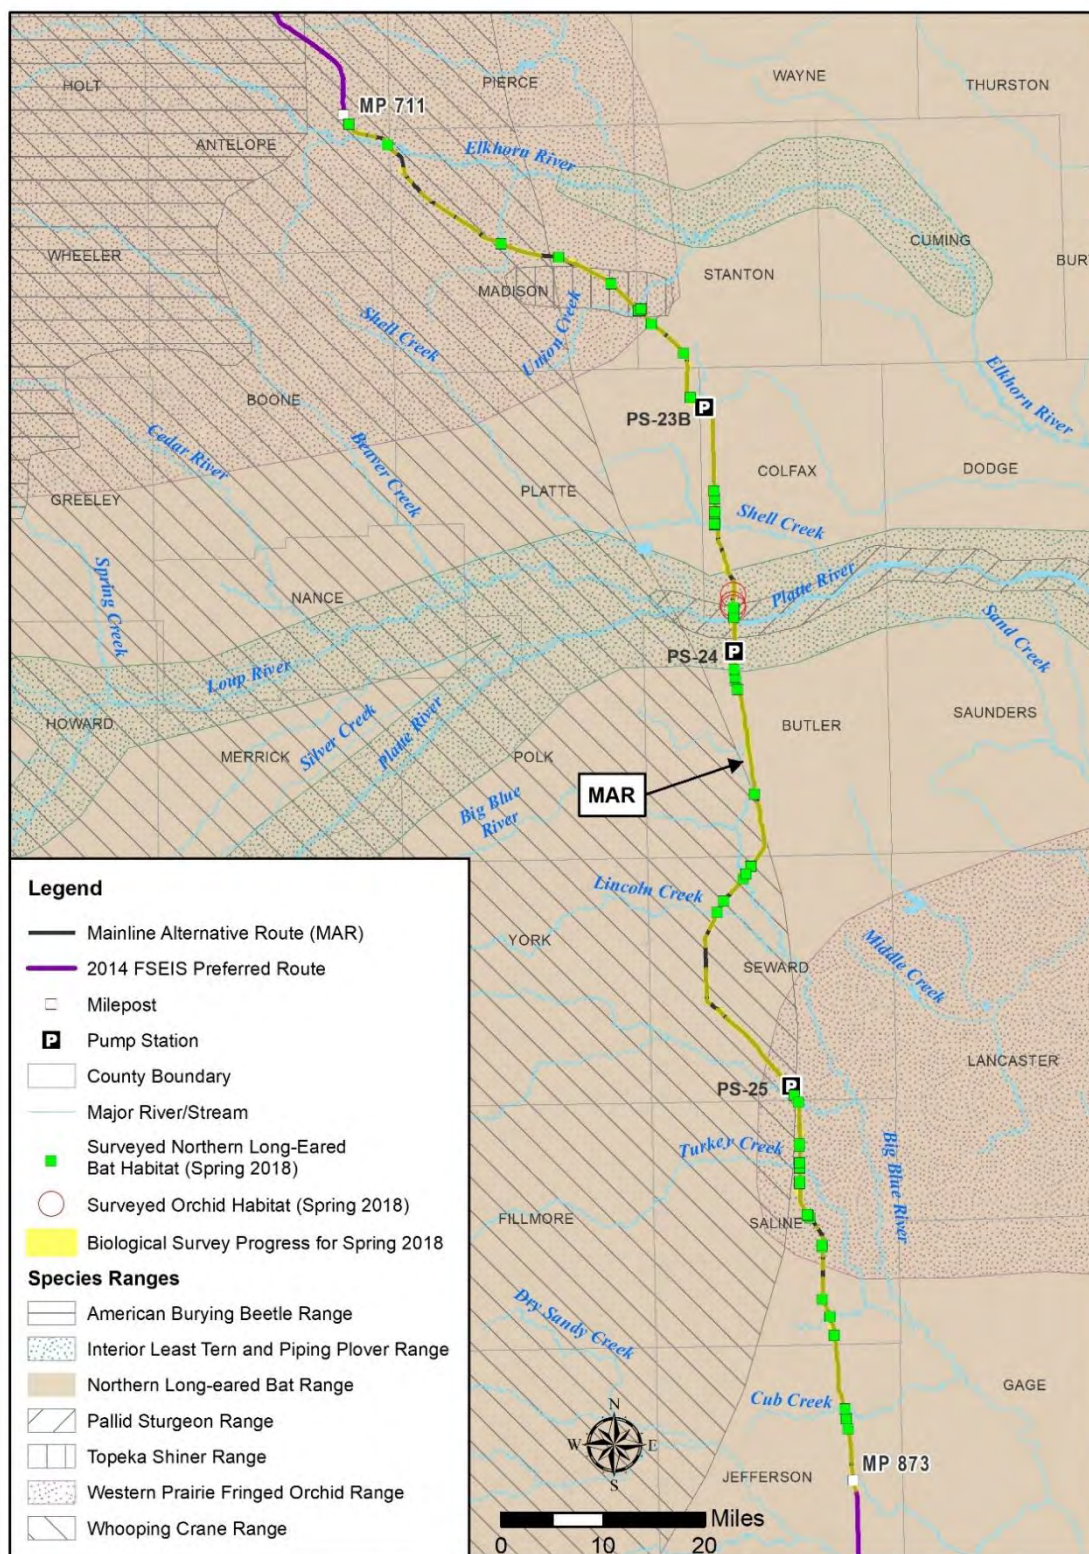 HOLT
PIERCE
WAYNE
THURSTON
MP 711
ANTELOPE
Elkhorn River
CUMING
WHEELER
BURT
STANTON
MADISON
Shell Creek
Union Creek
Elkhorn River
BOONE
PS-23B
P
Cedar River
Beaver Creek
COLFAX
DODGE
GREELEY
PLATTE
Shell Creek
Spring Creek
NANCE
Platte River
Sand Creek
PS-24
P
Loup River
HOWARD
Silver Creek
Platte River
MERRICK
POLK
BUTLER
SAUNDERS
MAR
Big Blue
River
Lincoln Creek
YORK
SEWARD
Middle Creek
LANCASTER
PS-25
P
Turkey Creek
Big Blue River
FILLMORE
SALINE
Dry Sandy Creek
GAGE
Cub Creek
JEFFERSON
MP 873
Legend
Mainline Alternative Route (MAR)
2014 FSEIS Preferred Route
Milepost
P Pump Station
County Boundary
Major River/Stream
Surveyed Northern Long-Eared
Bat Habitat (Spring 2018)
Surveyed Orchid Habitat (Spring 2018)
Biological Survey Progress for Spring 2018
Species Ranges
American Burying Beetle Range
Interior Least Tern and Piping Plover Range
Northern Long-eared Bat Range
Pallid Sturgeon Range
Topeka Shiner Range
Western Prairie Fringed Orchid Range
Whooping Crane Range
N
W E
S
Miles
0 10 20